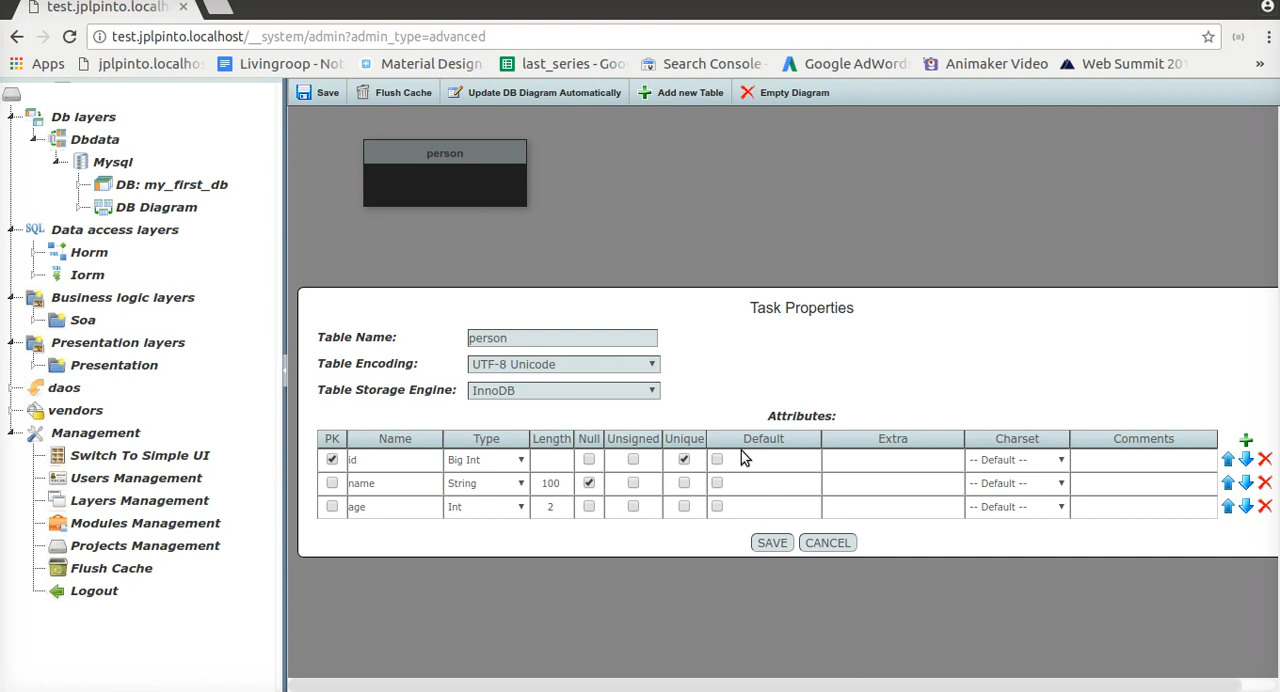 test.jplpinto.localh
test.jplpinto.localhost/__system/admin?admin_type=advanced
Apps jplpinto.localho Livingroop - Not Material Design last_series - Goo Search Console Google AdWord Animaker Video Web Summit 201 »
Save Flush Cache Update DB Diagram Automatically Add new Table Empty Diagram
Db layers
Dbdata
Mysql
DB: my_first_db
DB Diagram
SQL Data access layers
Horm
Iorm
Business logic layers
Soa
Presentation layers
Presentation
daos
vendors
Management
Switch To Simple UI
Users Management
Layers Management
Modules Management
Projects Management
Flush Cache
Logout
person
Task Properties
Table Name: person
Table Encoding: UTF-8 Unicode
Table Storage Engine: InnoDB
Attributes:
PK Name Type Length Null Unsigned Unique Default Extra Charset Comments
id Big Int -- Default --
name String 100 -- Default --
age Int 2 -- Default --
SAVE CANCEL